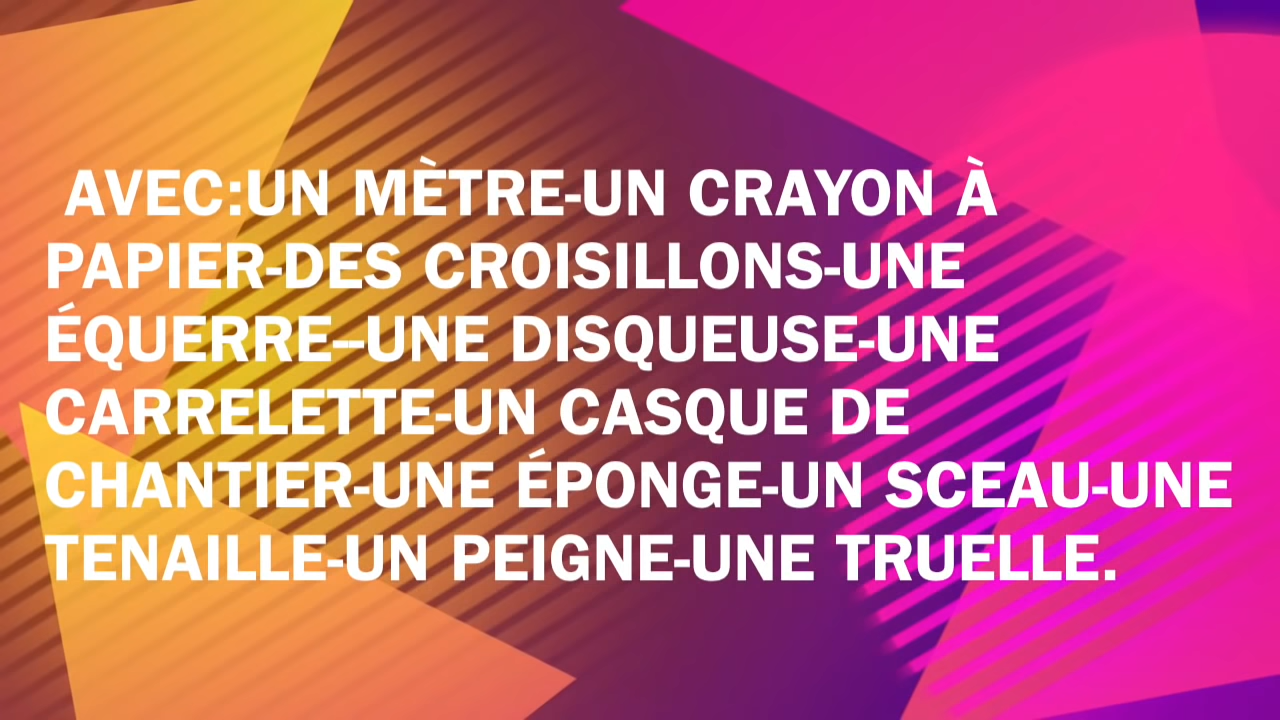 AVEC:UN MÈTRE-UN CRAYON À
PAPIER-DES CROISILLONS-UNE
ÉQUERRE--UNE DISQUEUSE-UNE
CARRELETTE-UN CASQUE DE
CHANTIER-UNE ÉPONGE-UN SCEAU-UNE
TENAILLE-UN PEIGNE-UNE TRUELLE.